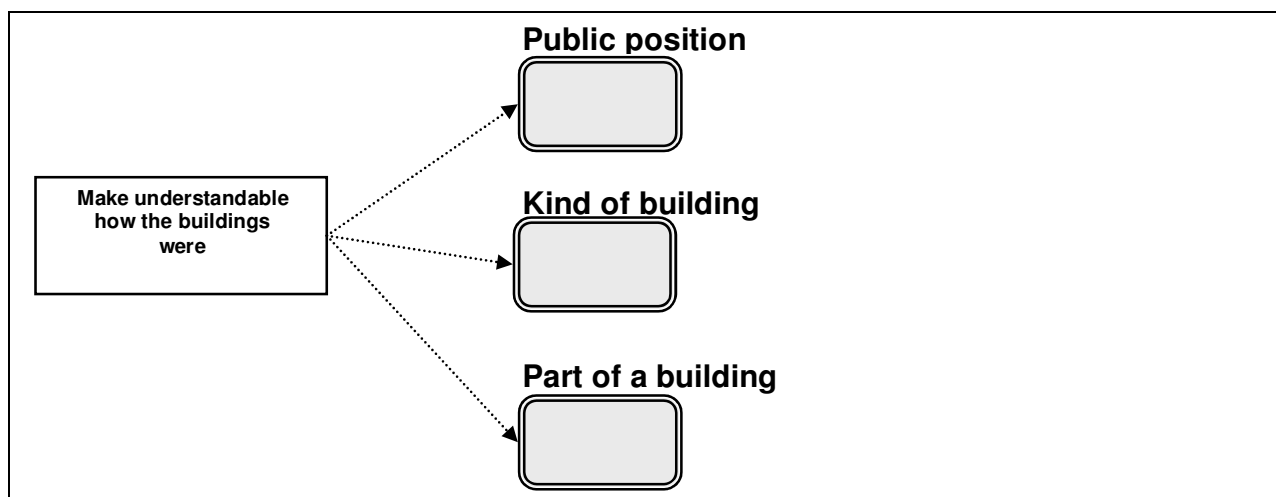 Public position
Make understandable
how the buildings
were
Kind of building
Part of a building